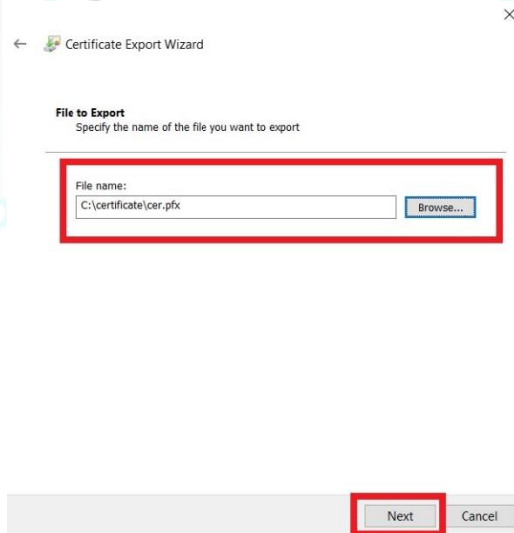 Certificate Export Wizard
File to Export
Specify the name of the file you want to export
File name:
C:\certificate\cer.pfx
Browse...
Next
Cancel